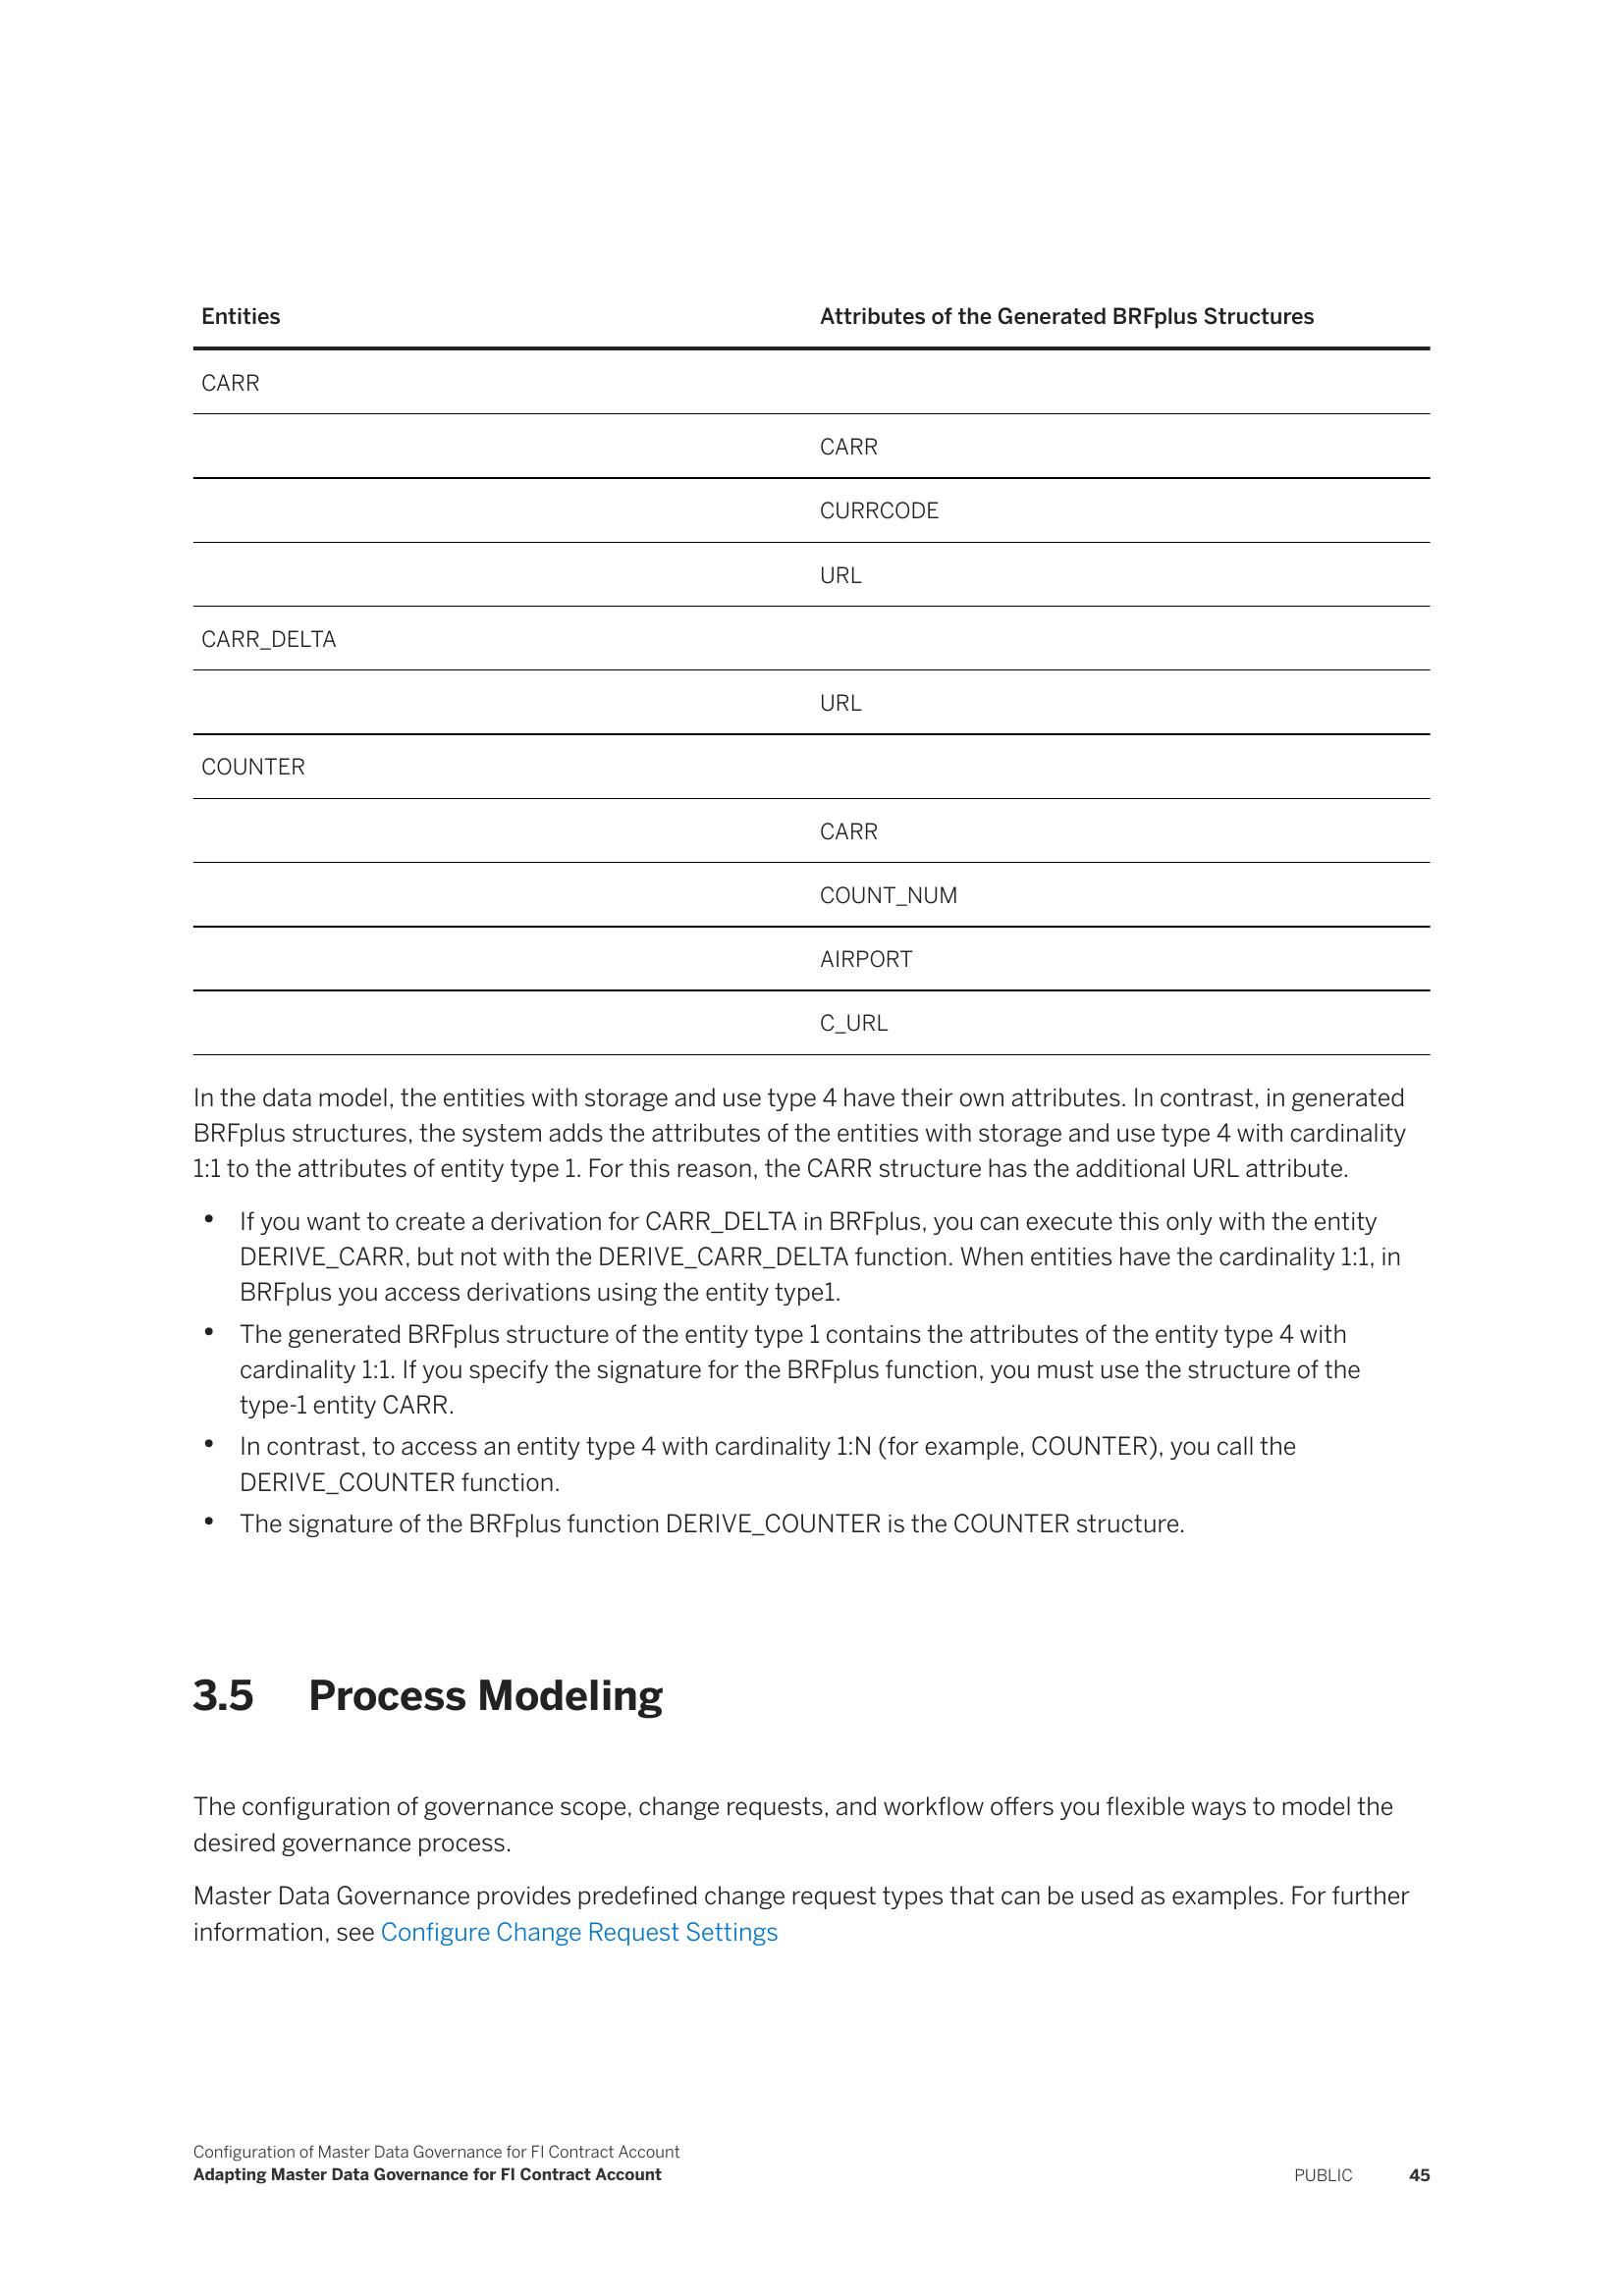 Entities Attributes of the Generated BRFplus Structures
CARR
CARR
CURRCODE
URL
CARR_DELTA
URL
COUNTER
CARR
COUNT_NUM
AIRPORT
C_URL
In the data model, the entities with storage and use type 4 have their own attributes. In contrast, in generated
BRFplus structures, the system adds the attributes of the entities with storage and use type 4 with cardinality
1:1 to the attributes of entity type 1. For this reason, the CARR structure has the additional URL attribute.
• If you want to create a derivation for CARR_DELTA in BRFplus, you can execute this only with the entity
DERIVE_CARR, but not with the DERIVE_CARR_DELTA function. When entities have the cardinality 1:1, in
BRFplus you access derivations using the entity type1.
• The generated BRFplus structure of the entity type 1 contains the attributes of the entity type 4 with
cardinality 1:1. If you specify the signature for the BRFplus function, you must use the structure of the
type-1 entity CARR.
• In contrast, to access an entity type 4 with cardinality 1:N (for example, COUNTER), you call the
DERIVE_COUNTER function.
• The signature of the BRFplus function DERIVE_COUNTER is the COUNTER structure.
3.5 Process Modeling
The configuration of governance scope, change requests, and workflow offers you flexible ways to model the
desired governance process.
Master Data Governance provides predefined change request types that can be used as examples. For further
information, see Configure Change Request Settings
Configuration of Master Data Governance for FI Contract Account
Adapting Master Data Governance for FI Contract Account PUBLIC 45